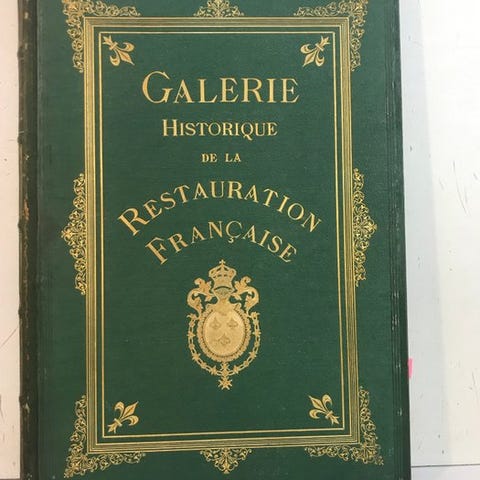 GALERIE
HISTORIQUE
DE LA
RESTAURATION
FRANÇAISE